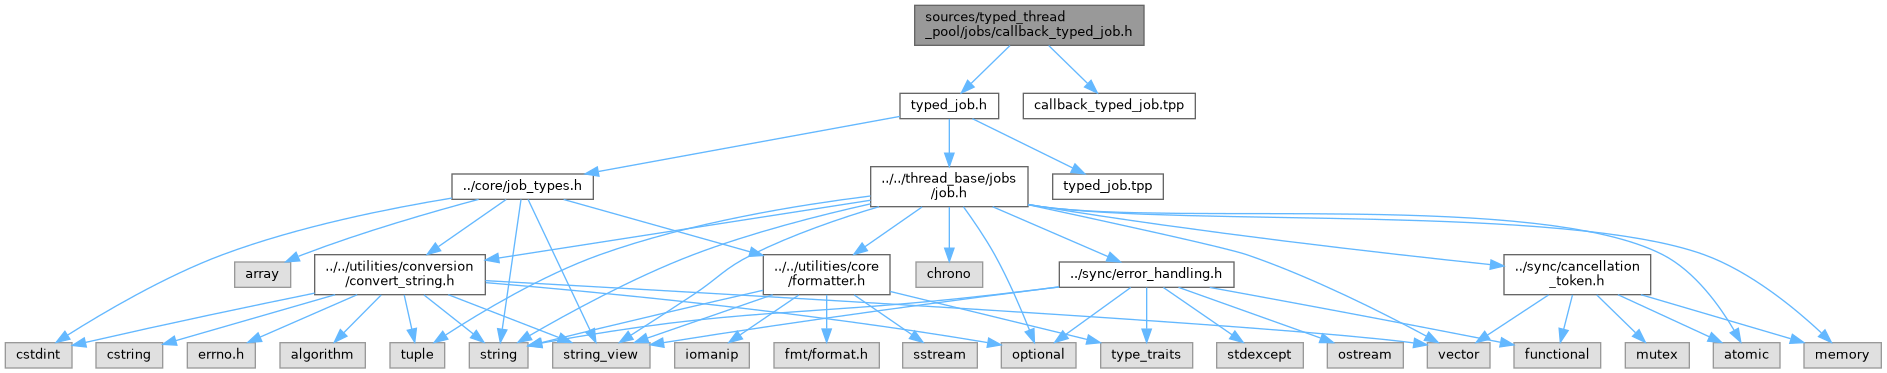 sources/typed_thread
_pool/jobs/callback_typed_job.h
typed_job.h
callback_typed_job.tpp
../core/job_types.h
../../thread_base/jobs
/job.h
typed_job.tpp
array
../../utilities/conversion
/convert_string.h
../../utilities/core
/formatter.h
chrono
../sync/error_handling.h
../sync/cancellation
_token.h
cstdint
cstring
errno.h
algorithm
tuple
string
string_view
iomanip
fmt/format.h
sstream
optional
type_traits
stdexcept
ostream
vector
functional
mutex
atomic
memory